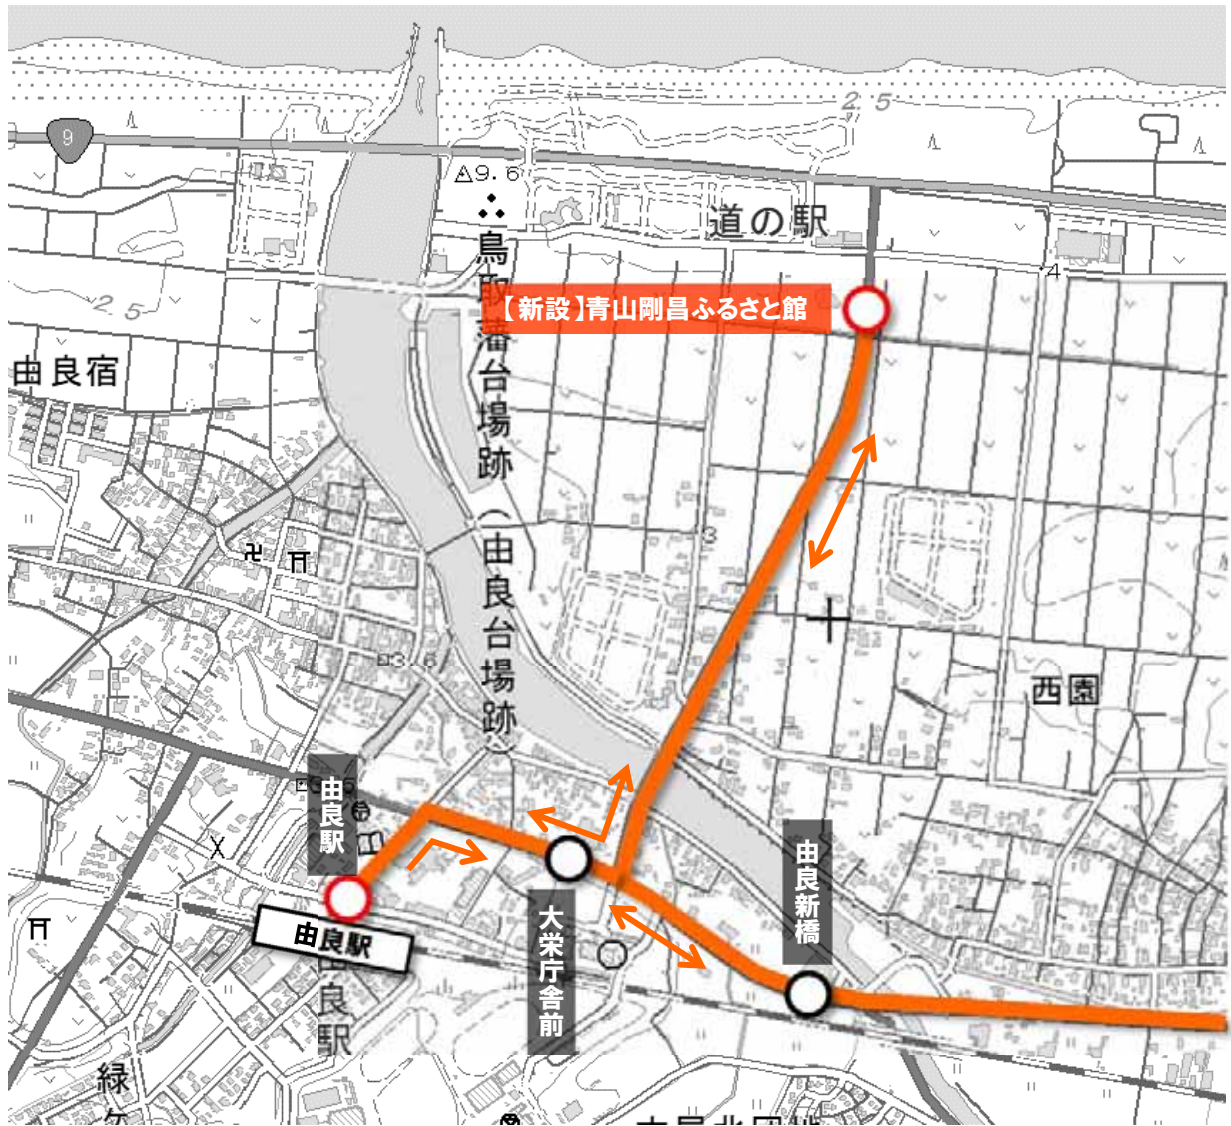 9
2.5
△9.6
道の駅
鳥取藩台場跡（由良台場跡）
4
【新設】青山剛昌ふるさと館
2.5
由良宿
3
3.6
西園
由良駅
由良新橋
大栄庁舎前
由良駅
由良駅
緑ケ